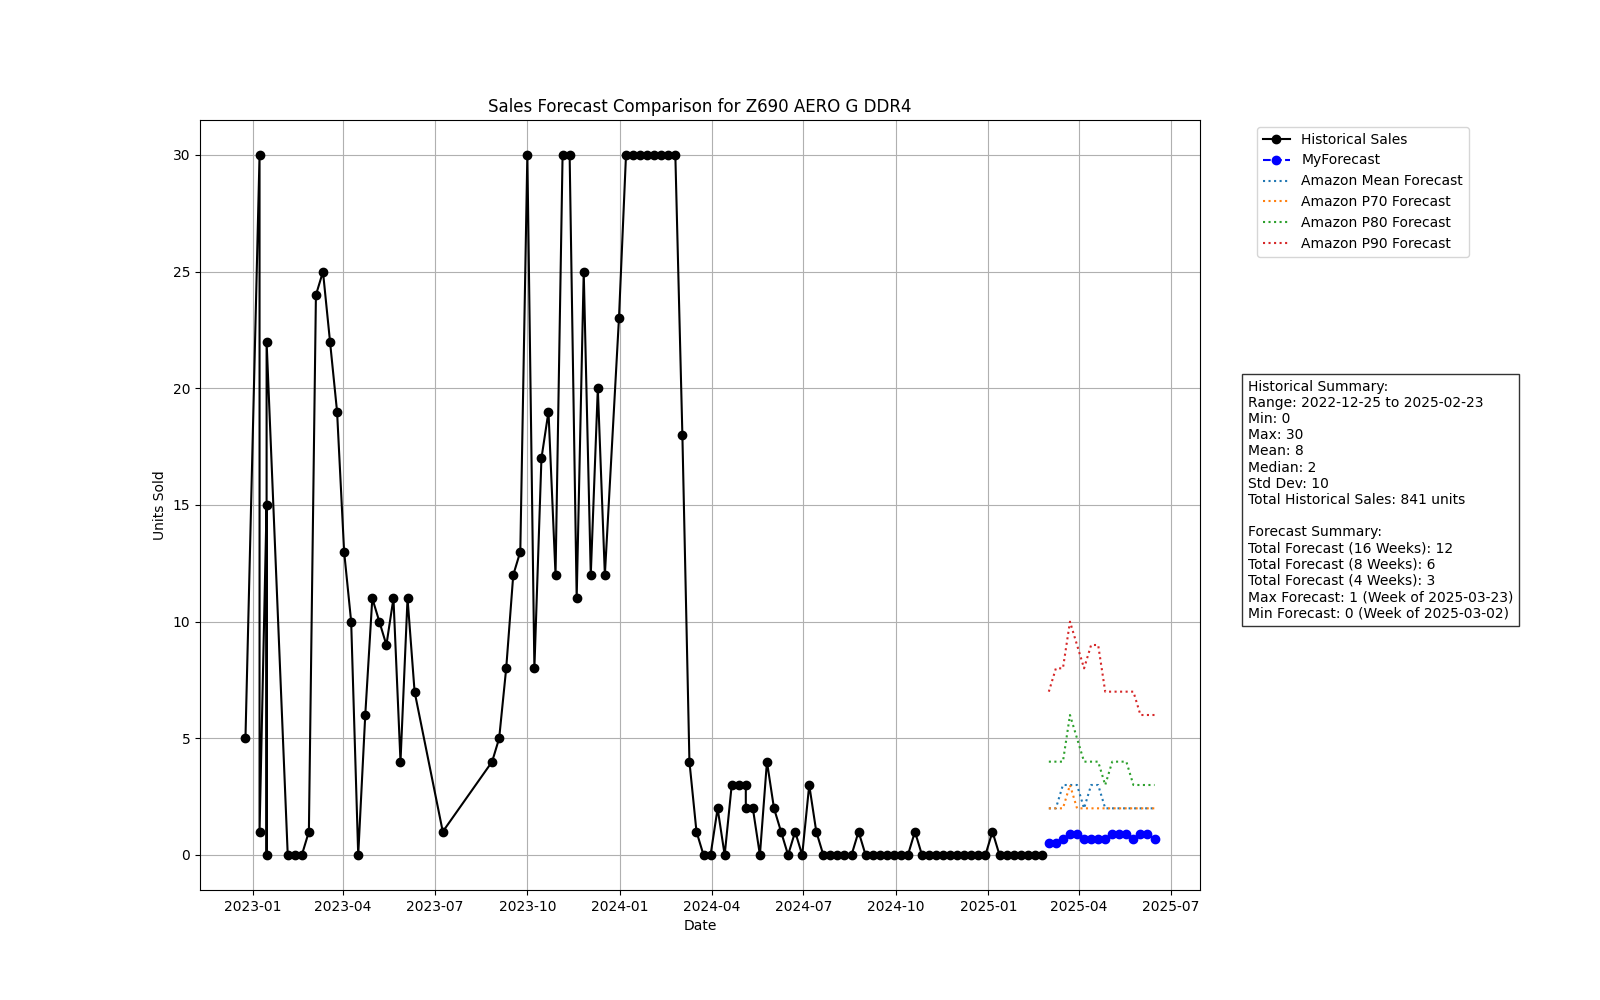 Sales Forecast Comparison for Z690 AERO G DDR4
30
25
20
15
10
5
0
Units Sold
2023-01 2023-04 2023-07 2023-10 2024-01 2024-04 2024-07 2024-10 2025-01 2025-04 2025-07
Date
Historical Sales
MyForecast
Amazon Mean Forecast
Amazon P70 Forecast
Amazon P80 Forecast
Amazon P90 Forecast
Historical Summary:
Range: 2022-12-25 to 2025-02-23
Min: 0
Max: 30
Mean: 8
Median: 2
Std Dev: 10
Total Historical Sales: 841 units
Forecast Summary:
Total Forecast (16 Weeks): 12
Total Forecast (8 Weeks): 6
Total Forecast (4 Weeks): 3
Max Forecast: 1 (Week of 2025-03-23)
Min Forecast: 0 (Week of 2025-03-02)